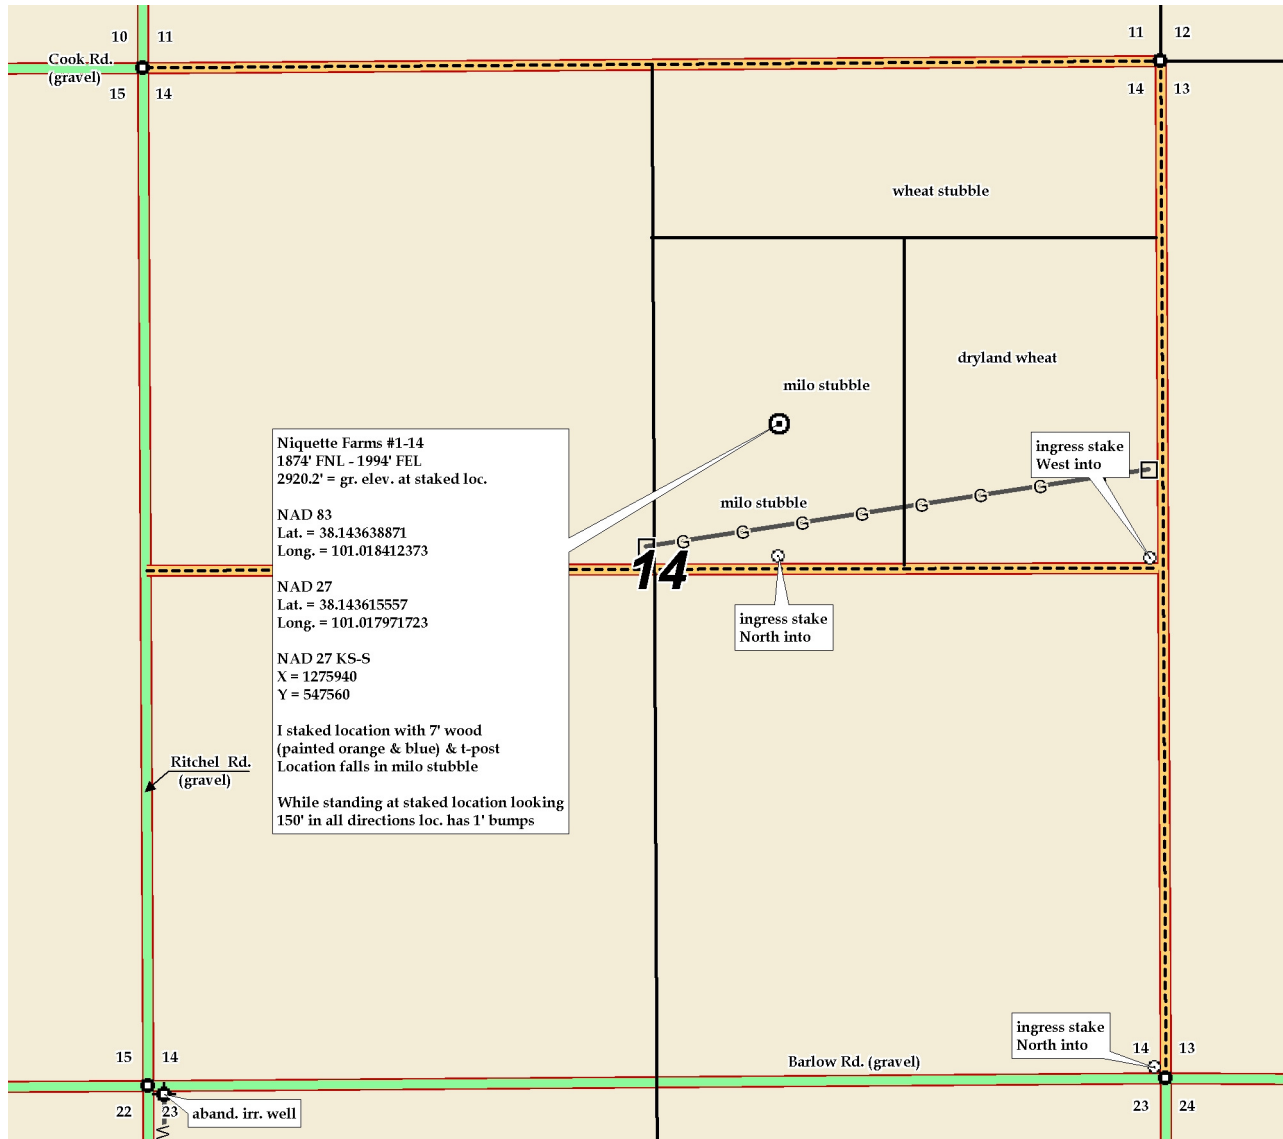 10 11
11 12
Cook Rd.
(gravel)
15 14
14 13
wheat stubble
dryland wheat
milo stubble
Niquette Farms #1-14
1874' FNL - 1994' FEL
2920.2' = gr. elev. at staked loc.
NAD 83
Lat. = 38.143638871
Long. = 101.018412373
NAD 27
Lat. = 38.143615557
Long. = 101.017971723
NAD 27 KS-S
X = 1275940
Y = 547560
I staked location with 7' wood
(painted orange & blue) & t-post
Location falls in milo stubble
While standing at staked location looking
150' in all directions loc. has 1' bumps
ingress stake
West into
milo stubble
G G G G G G G
14
ingress stake
North into
Ritchel Rd.
(gravel)
ingress stake
North into
15 14
14 13
Barlow Rd. (gravel)
22 23
23 24
aband. irr. well
W